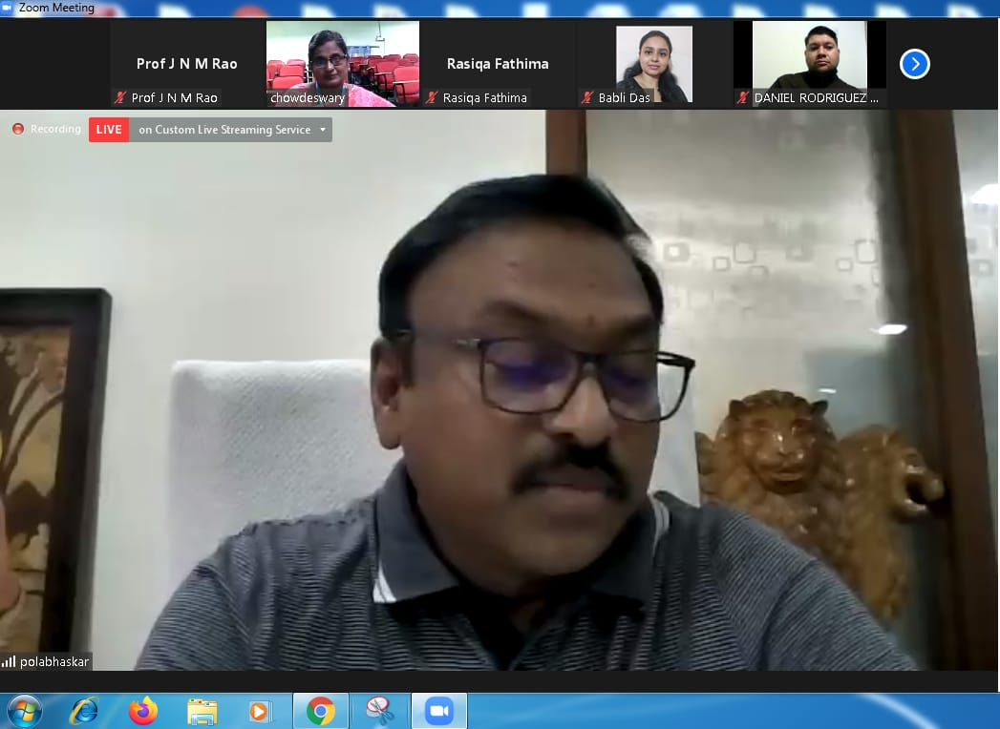 Zoom Meeting
Prof J N M Rao
Rasiqa Fathima
Prof J N M Rao
chowdeswary
Rasiqa Fathima
Babli Das
DANIEL RODRIGUEZ ...
Recording
LIVE
on Custom Live Streaming Service
polabhaskar